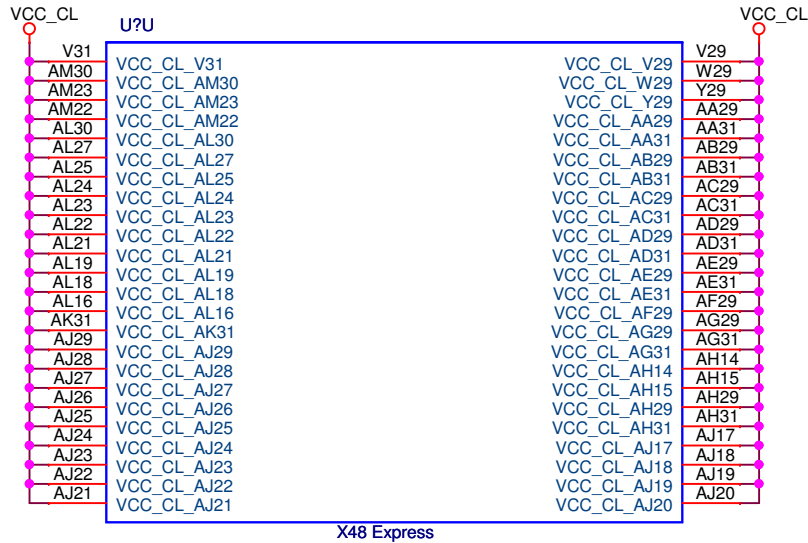 VCC_CL
VCC_CL
U?U
V31
VCC_CL_V31
VCC_CL_V29
V29
AM30
VCC_CL_AM30
VCC_CL_W29
W29
AM23
VCC_CL_AM23
VCC_CL_Y29
Y29
AM22
VCC_CL_AM22
VCC_CL_AA29
AA29
AL30
VCC_CL_AL30
VCC_CL_AA31
AA31
AL27
VCC_CL_AL27
VCC_CL_AB29
AB29
AL25
VCC_CL_AL25
VCC_CL_AB31
AB31
AL24
VCC_CL_AL24
VCC_CL_AC29
AC29
AL23
VCC_CL_AL23
VCC_CL_AC31
AC31
AL22
VCC_CL_AL22
VCC_CL_AD29
AD29
AL21
VCC_CL_AL21
VCC_CL_AD31
AD31
AL19
VCC_CL_AL19
VCC_CL_AE29
AE29
AL18
VCC_CL_AL18
VCC_CL_AE31
AE31
AL16
VCC_CL_AL16
VCC_CL_AF29
AF29
AK31
VCC_CL_AK31
VCC_CL_AG29
AG29
AJ29
VCC_CL_AJ29
VCC_CL_AG31
AG31
AJ28
VCC_CL_AJ28
VCC_CL_AH14
AH14
AJ27
VCC_CL_AJ27
VCC_CL_AH15
AH15
AJ26
VCC_CL_AJ26
VCC_CL_AH29
AH29
AJ25
VCC_CL_AJ25
VCC_CL_AH31
AH31
AJ24
VCC_CL_AJ24
VCC_CL_AJ17
AJ17
AJ23
VCC_CL_AJ23
VCC_CL_AJ18
AJ18
AJ22
VCC_CL_AJ22
VCC_CL_AJ19
AJ19
AJ21
VCC_CL_AJ21
VCC_CL_AJ20
AJ20
X48 Express